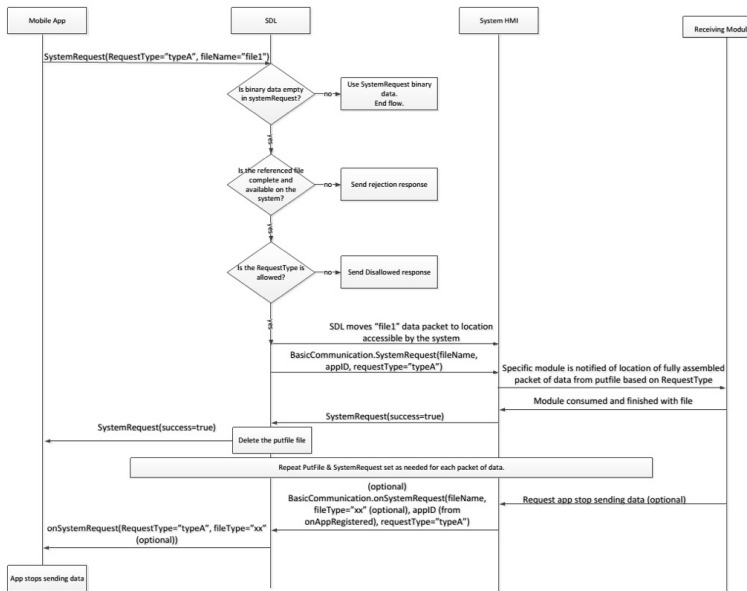 Mobile App
SDL
System HMI
Receiving Modul
SystemRequest(RequestType="typeA", fileName="file1")
Is binary data empty
in systemRequest?
no
Use SystemRequest binary
data.
End flow.
yes
Is the referenced file
complete and
available on the
system?
no
Send rejection response
yes
Is the RequestType is
allowed?
no
Send Disallowed response
yes
SDL moves "file1" data packet to location
accessible by the system
BasicCommunication.SystemRequest(fileName,
appID, requestType="typeA")
Specific module is notified of location of fully assembled
packet of data from putfile based on RequestType
Module consumed and finished with file
SystemRequest(success=true)
SystemRequest(success=true)
Delete the putfile file
Repeat PutFile & SystemRequest set as needed for each packet of data.
Request app stop sending data (optional)
(optional)
BasicCommunication.onSystemRequest(fileName,
fileType="xx" (optional), appID (from
onAppRegistered), requestType="typeA")
onSystemRequest(RequestType="typeA", fileType="xx"
(optional))
App stops sending data